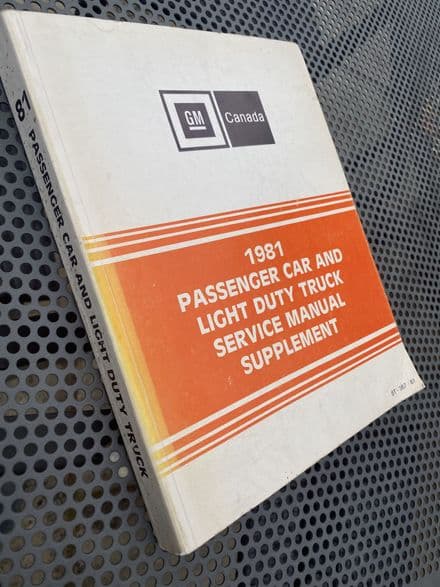 GM
Canada
1981
PASSENGER CAR AND
LIGHT DUTY TRUCK
SERVICE MANUAL
SUPPLEMENT
'81 PASSENGER CAR AND LIGHT DUTY TRUCK